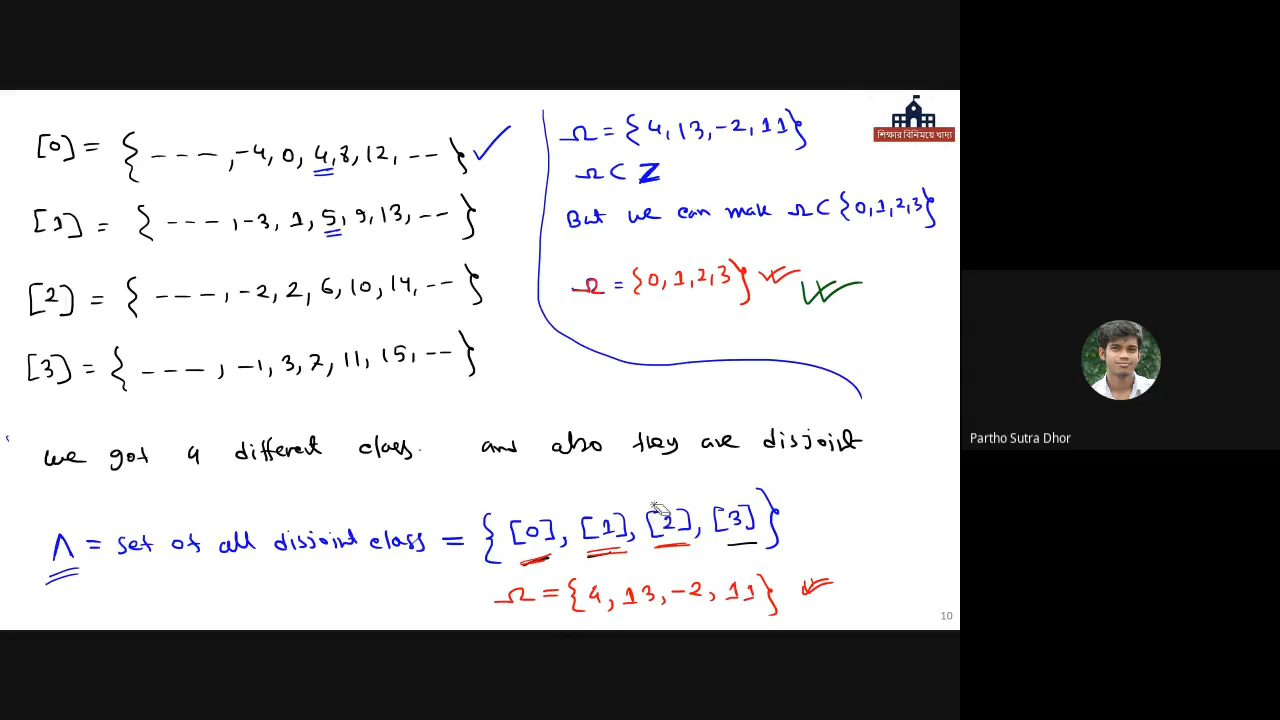 [0] = { - - - , -4, 0, 4, 8, 12, -- }
[1] = { - - - , -3, 1, 5, 9, 13, -- }
[2] = { - - - , -2, 2, 6, 10, 14, -- }
[3] = { - - - , -1, 3, 7, 11, 15, -- }
Ω = {4, 13, -2, 11}
Ω ⊂ Z
But we can make Ω ⊂ {0, 1, 2, 3}
Ω = {0, 1, 2, 3}
শিক্ষার বিনিময়ে খাদ্য
we got 4 different class. and also they are disjoint
Λ = set of all disjoint class = { [0], [1], [2], [3] }
Ω = {4, 13, -2, 11}
10
Partho Sutra Dhor